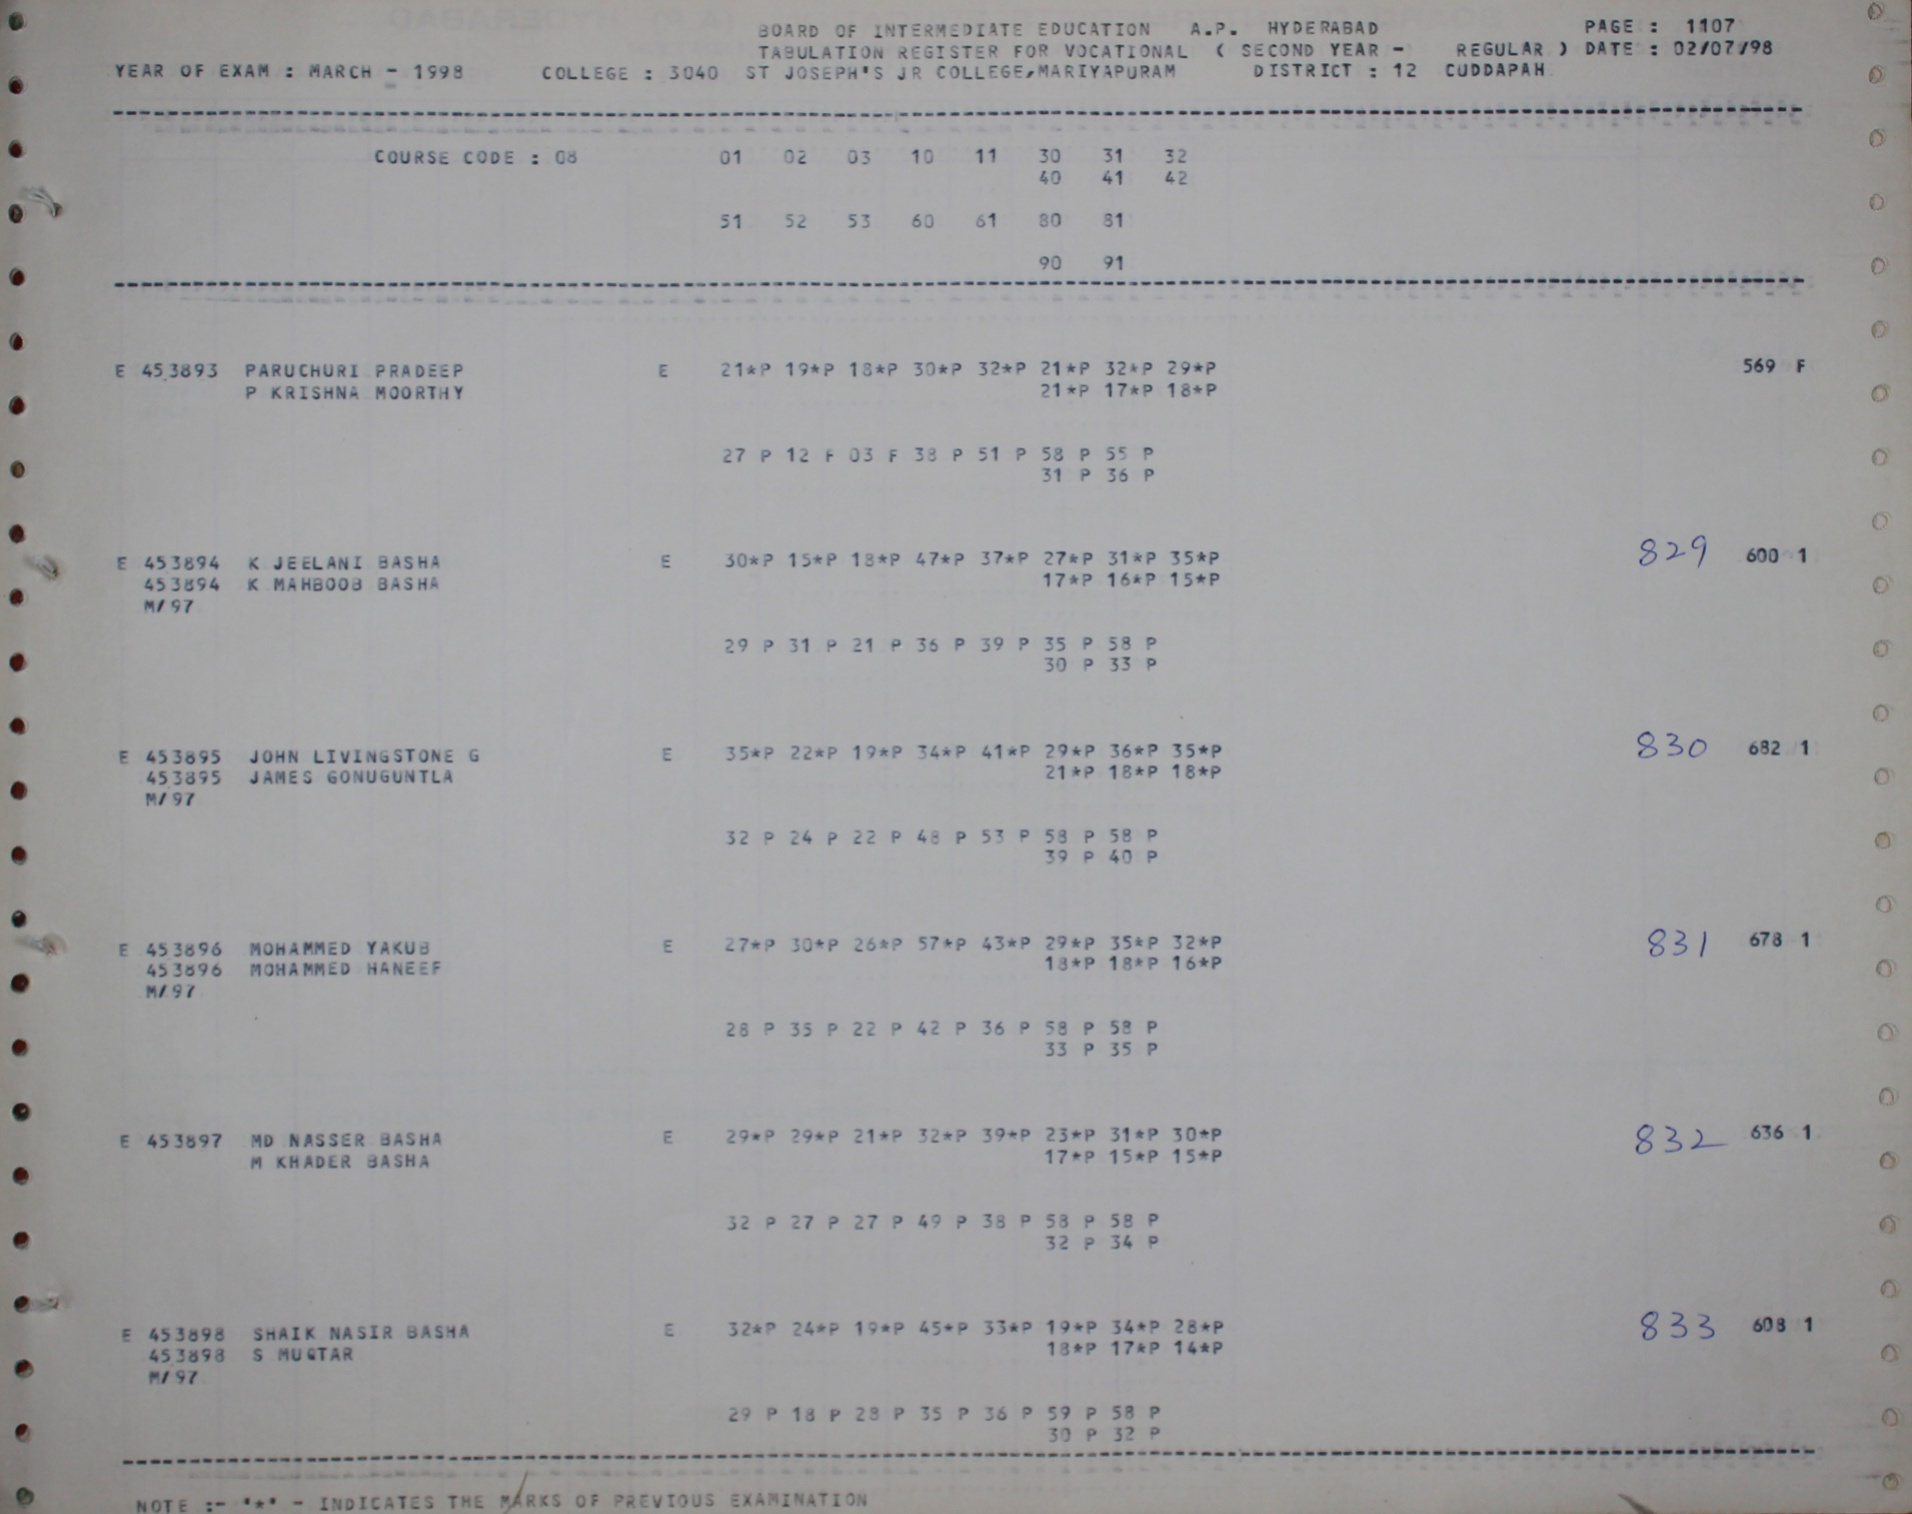 BOARD OF INTERMEDIATE EDUCATION A.P. HYDERABAD PAGE : 1107
TABULATION REGISTER FOR VOCATIONAL ( SECOND YEAR - REGULAR ) DATE : 02/07/98
YEAR OF EXAM : MARCH - 1998 COLLEGE : 3040 ST JOSEPH'S JR COLLEGE,MARIYAPURAM DISTRICT : 12 CUDDAPAH
COURSE CODE : 08 01 02 03 10 11 30 31 32
40 41 42
51 52 53 60 61 80 81
90 91
E 453893 PARUCHURI PRADEEP E 21*P 19*P 18*P 30*P 32*P 21*P 32*P 29*P 569 F
P KRISHNA MOORTHY 21*P 17*P 18*P
27 P 12 F 03 F 38 P 51 P 58 P 55 P
31 P 36 P
E 453894 K JEELANI BASHA E 30*P 15*P 18*P 47*P 37*P 27*P 31*P 35*P 829 600 1
453894 K MAHBOOB BASHA 17*P 16*P 15*P
M/97
29 P 31 P 21 P 36 P 39 P 35 P 58 P
30 P 33 P
E 453895 JOHN LIVINGSTONE G E 35*P 22*P 19*P 34*P 41*P 29*P 36*P 35*P 830 682 1
453895 JAMES GONUGUNTLA 21*P 18*P 18*P
M/97
32 P 24 P 22 P 48 P 53 P 58 P 58 P
39 P 40 P
E 453896 MOHAMMED YAKUB E 27*P 30*P 26*P 57*P 43*P 29*P 35*P 32*P 831 678 1
453896 MOHAMMED HANEEF 18*P 18*P 16*P
M/97
28 P 35 P 22 P 42 P 36 P 58 P 58 P
33 P 35 P
E 453897 MD NASSER BASHA E 29*P 29*P 21*P 32*P 39*P 23*P 31*P 30*P 832 636 1
M KHADER BASHA 17*P 15*P 15*P
32 P 27 P 27 P 49 P 38 P 58 P 58 P
32 P 34 P
E 453898 SHAIK NASIR BASHA E 32*P 24*P 19*P 45*P 33*P 19*P 34*P 28*P 833 608 1
453898 S MUQTAR 18*P 17*P 14*P
M/97
29 P 18 P 28 P 35 P 36 P 59 P 58 P
30 P 32 P
NOTE :- '*' - INDICATES THE MARKS OF PREVIOUS EXAMINATION